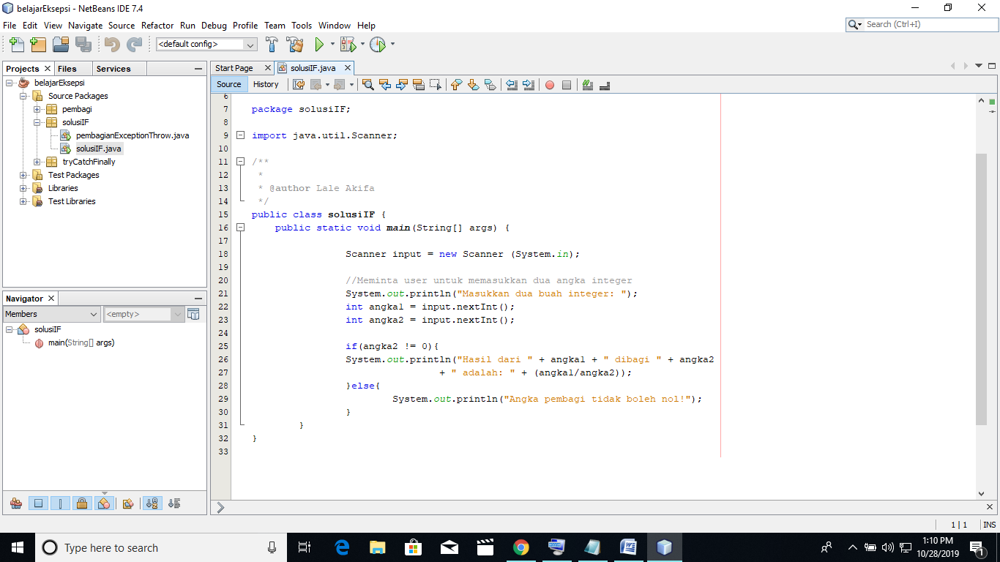 belajarEksepsi - NetBeans IDE 7.4
File Edit View Navigate Source Refactor Run Debug Profile Team Tools Window Help
Search (Ctrl+I)
<default config>
Projects Files Services
belajarEksepsi
Source Packages
pembagi
solusiIF
pembagianExceptionThrow.java
solusiIF.java
tryCatchFinally
Test Packages
Libraries
Test Libraries
Navigator
Members <empty>
solusiIF
main(String[] args)
Start Page solusiIF.java
Source History
6
7 package solusiIF;
8
9 import java.util.Scanner;
10
11 /**
12 *
13 * @author Lale Akifa
14 */
15 public class solusiIF {
16 public static void main(String[] args) {
17
18 Scanner input = new Scanner (System.in);
19
20 //Meminta user untuk memasukkan dua angka integer
21 System.out.println("Masukkan dua buah integer: ");
22 int angka1 = input.nextInt();
23 int angka2 = input.nextInt();
24
25 if(angka2 != 0){
26 System.out.println("Hasil dari " + angka1 + " dibagi " + angka2
27 + " adalah: " + (angka1/angka2));
28 }else{
29 System.out.println("Angka pembagi tidak boleh nol!");
30 }
31 }
32 }
33
1 | 1 INS
Type here to search
1:10 PM
10/28/2019
1